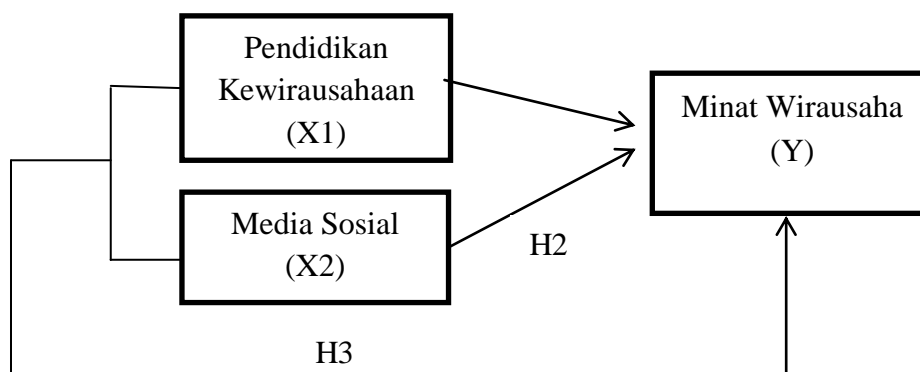 Pendidikan
Kewirausahaan
(X1)
Minat Wirausaha
(Y)
Media Sosial
(X2)
H2
H3